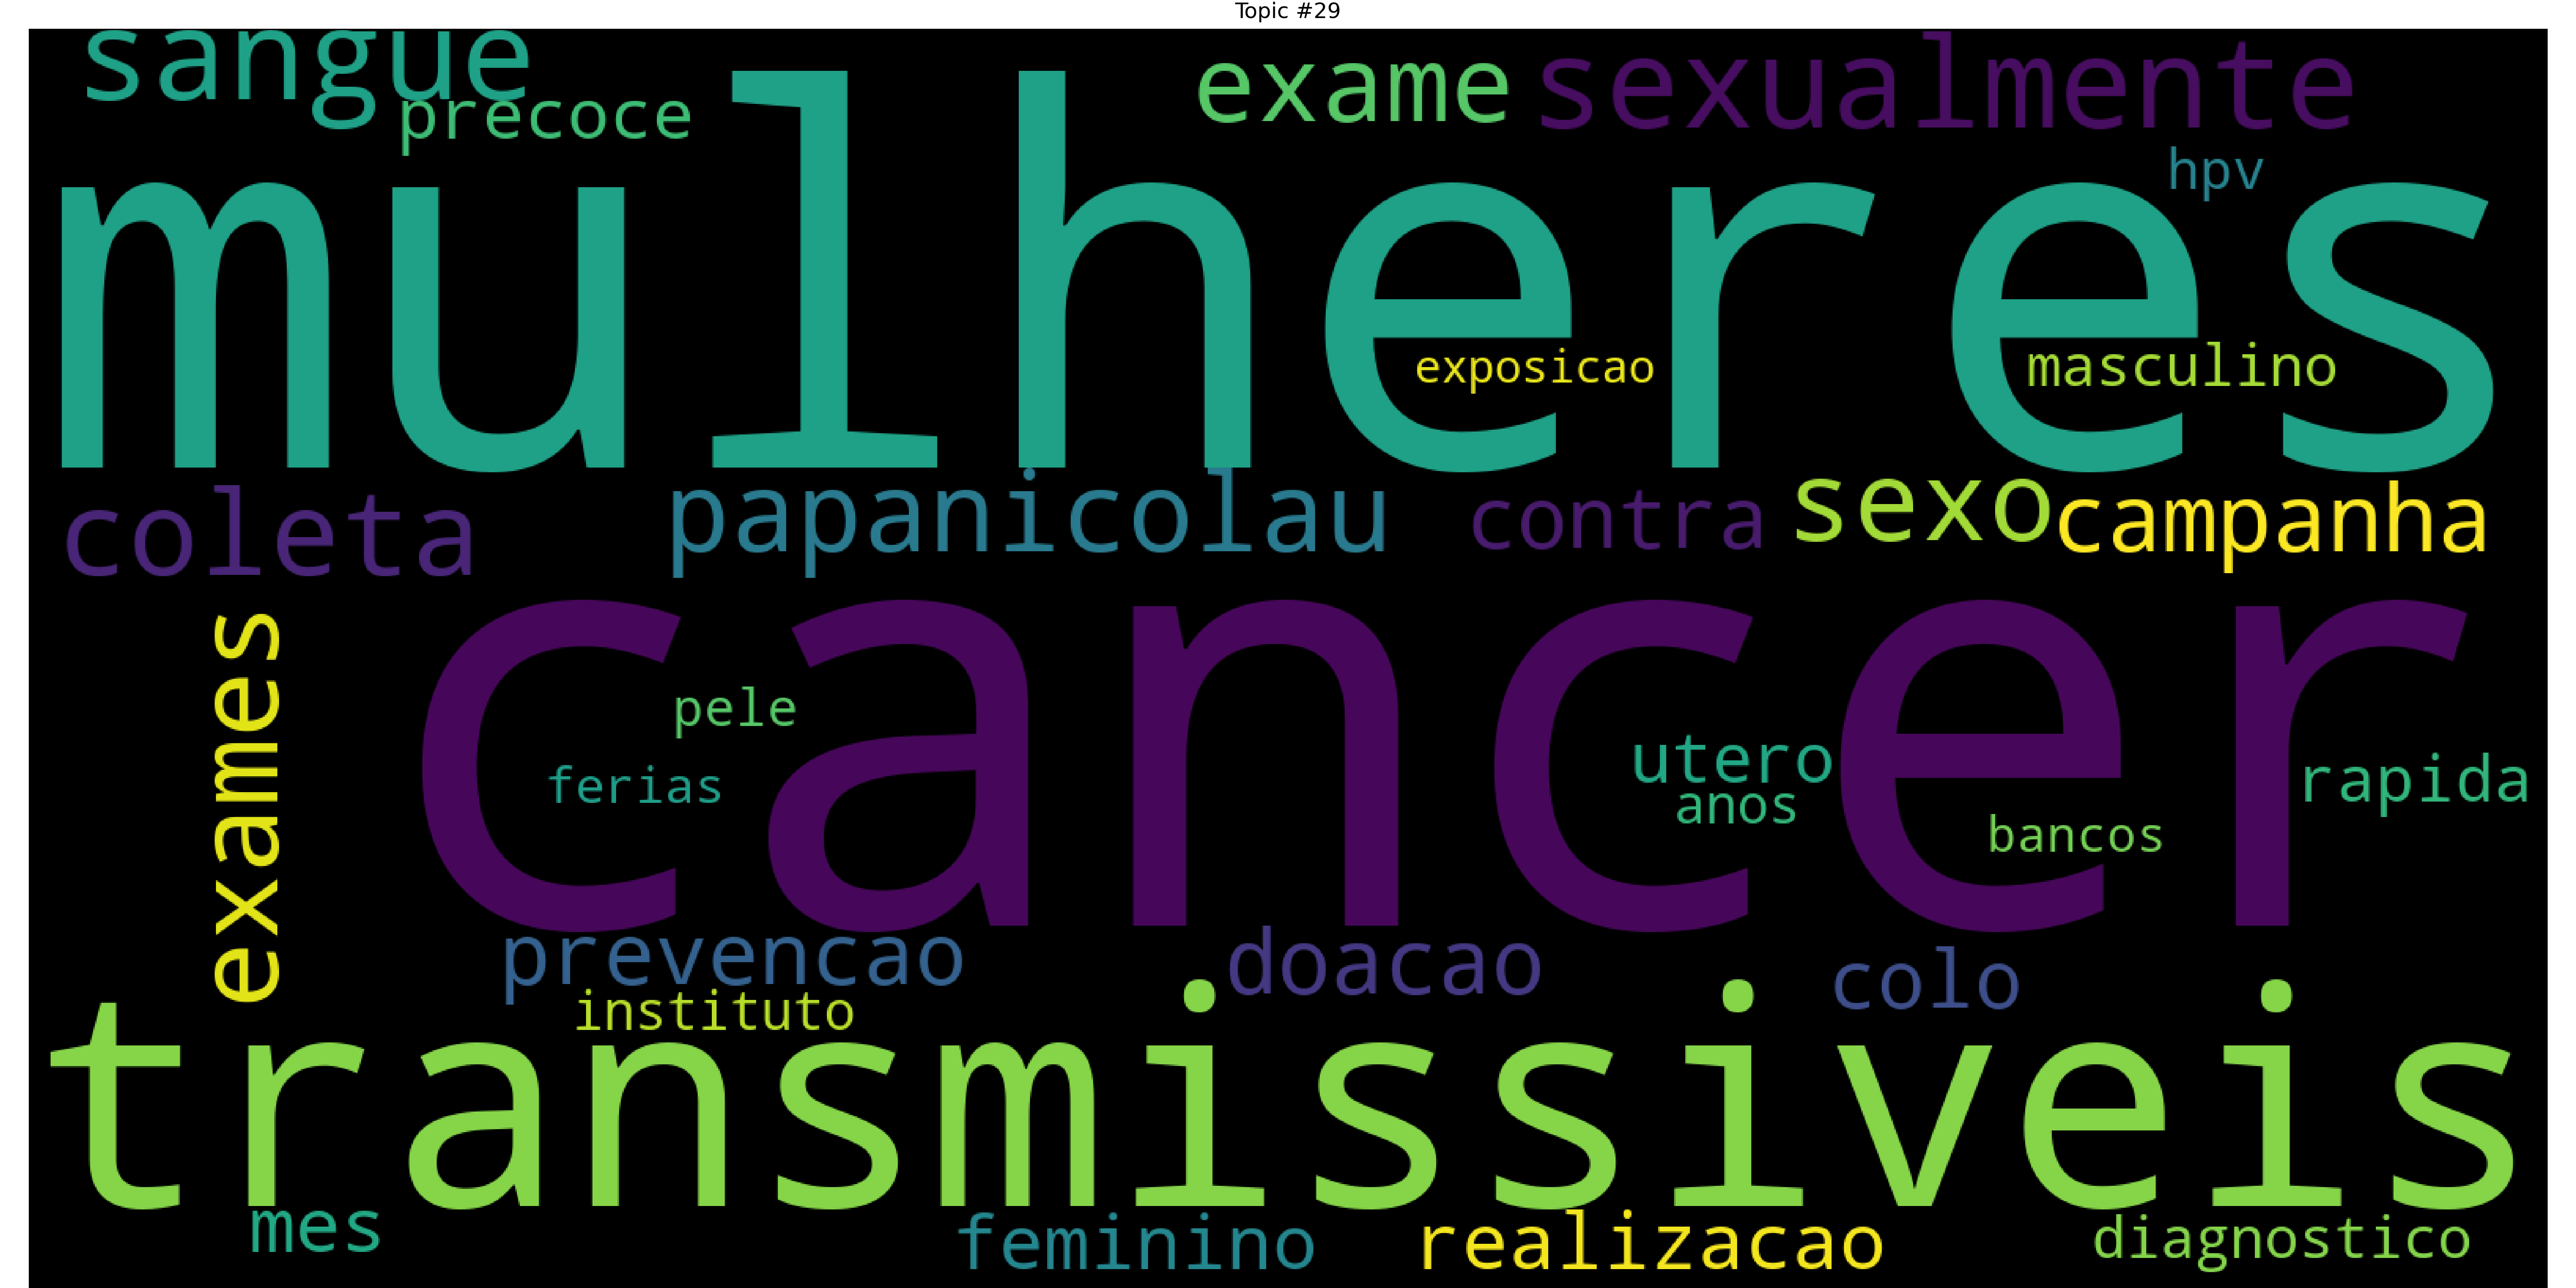 Topic #29
sangue
precoce
exame
sexualmente
hpv
mulheres
exposicao
masculino
coleta
papanicolau
contra
sexo
campanha
exames
cancer
pele
ferias
utero
anos
bancos
rapida
prevencao
doacao
colo
instituto
transmissiveis
mes
feminino
realizacao
diagnostico